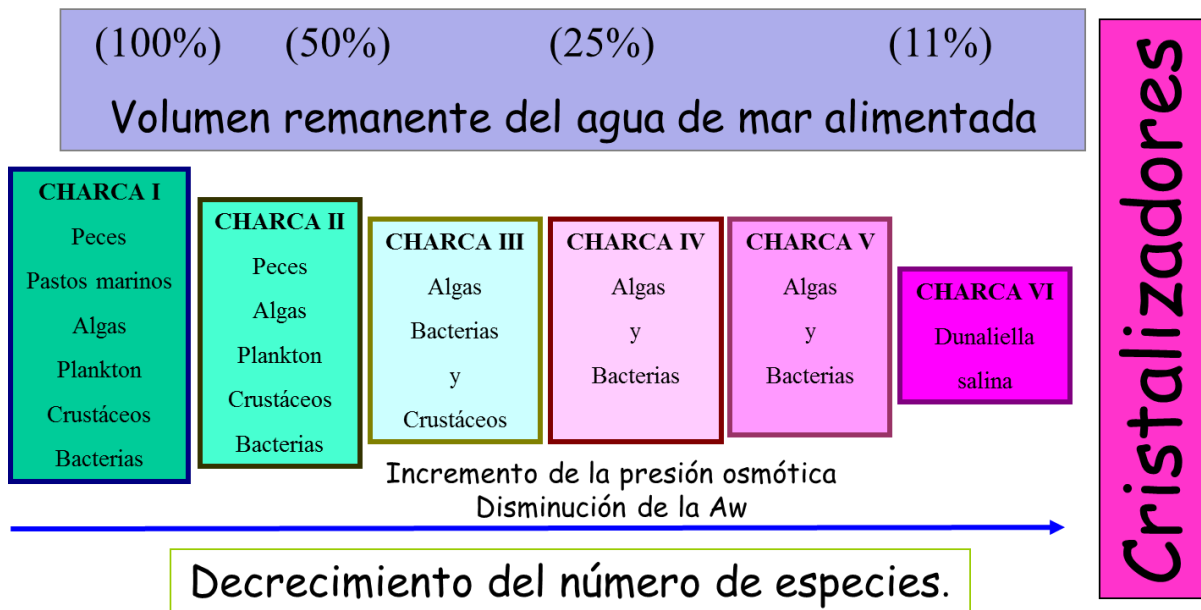 (100%) (50%) (25%) (11%)
Volumen remanente del agua de mar alimentada
CHARCA I
Peces
Pastos marinos
Algas
Plankton
Crustáceos
Bacterias
CHARCA II
Peces
Algas
Plankton
Crustáceos
Bacterias
CHARCA III
Algas
Bacterias
y
Crustáceos
CHARCA IV
Algas
y
Bacterias
CHARCA V
Algas
y
Bacterias
CHARCA VI
Dunaliella
salina
Cristalizadores
Incremento de la presión osmótica
Disminución de la Aw
Decrecimiento del número de especies.